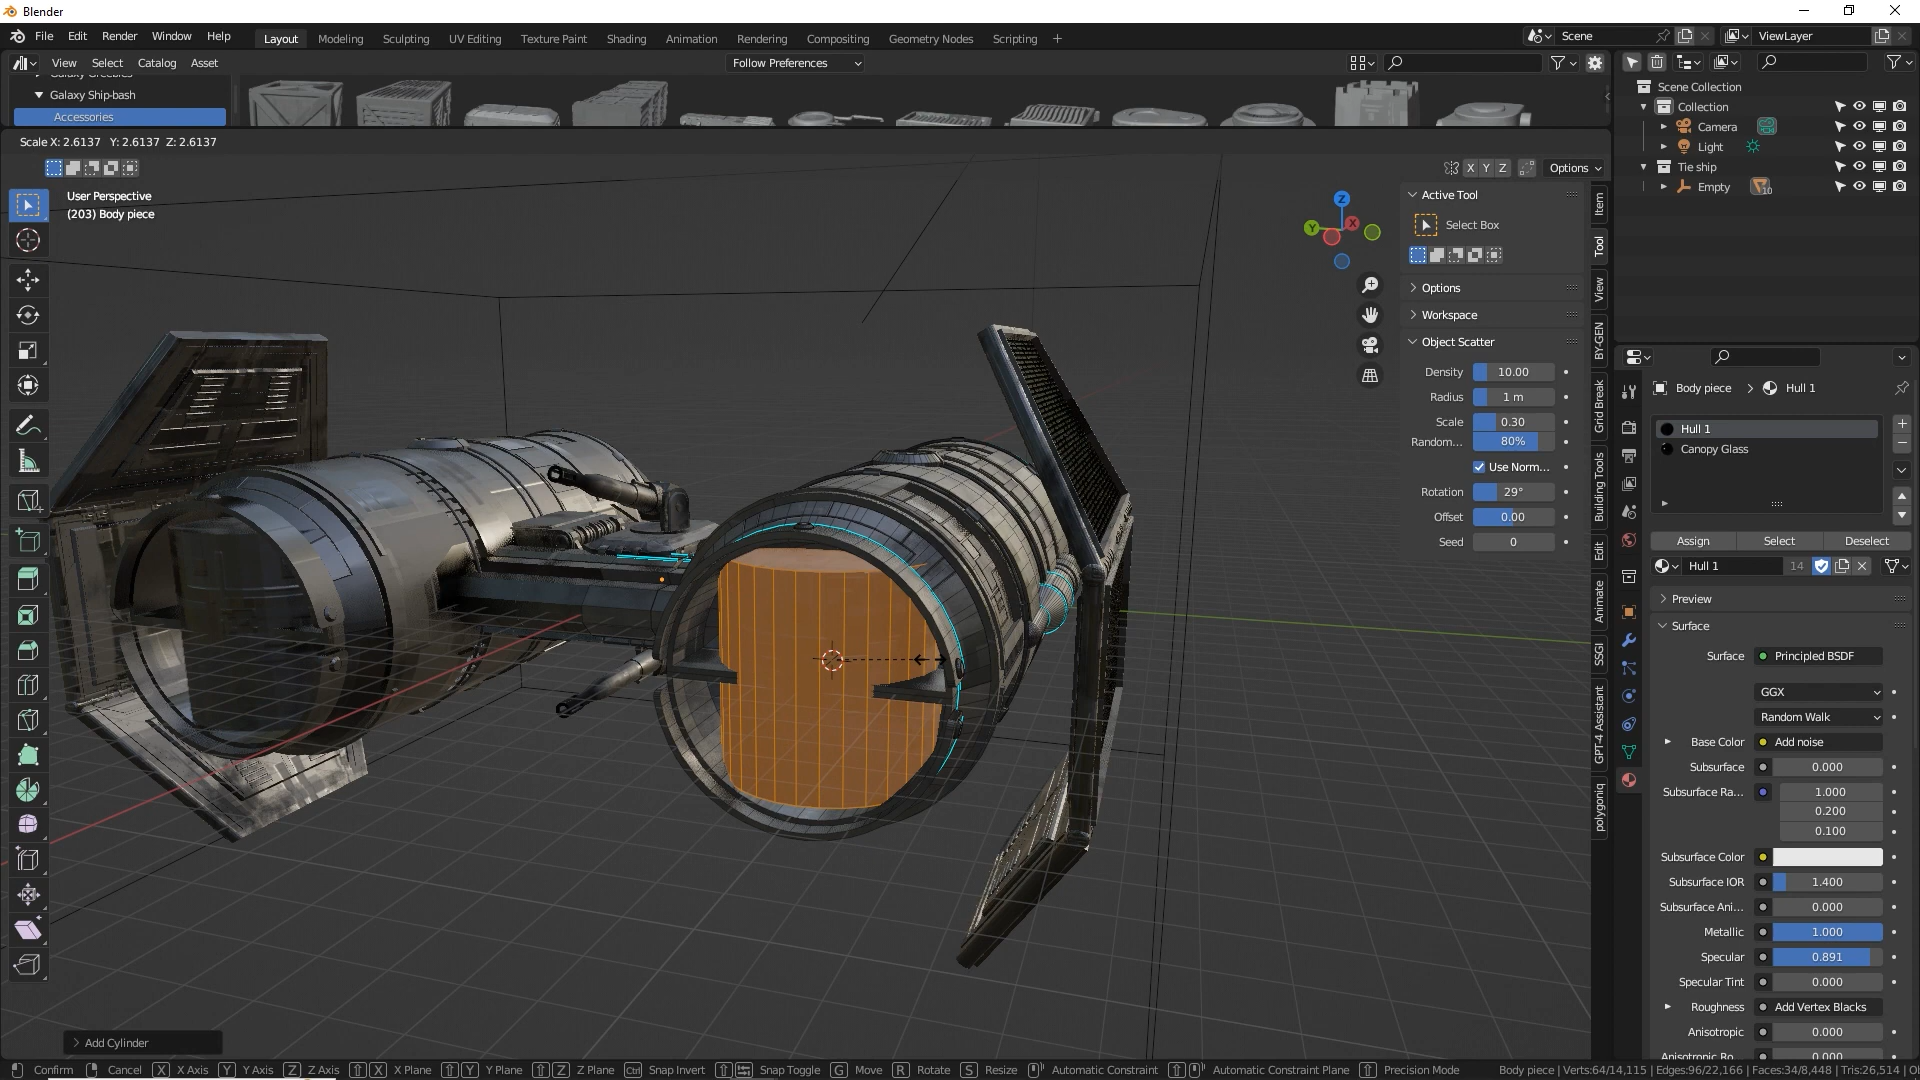 Blender
File Edit Render Window Help Layout Modeling Sculpting UV Editing Texture Paint Shading Animation Rendering Compositing Geometry Nodes Scripting + Scene ViewLayer
View Select Catalog Asset Follow Preferences
Galaxy Greebles
Galaxy Ship-bash
Accessories
Scene Collection
Collection
Camera
Light
Tie ship
Empty 10
Scale X: 2.6137 Y: 2.6137 Z: 2.6137
X Y Z Options
User Perspective
(203) Body piece
Z
Y
X
Active Tool
Select Box
Options
Workspace
Object Scatter
Density 10.00
Radius 1 m
Scale 0.30
Random... 80%
Use Norm...
Rotation 29°
Offset 0.00
Seed 0
Item
Tool
View
BY-GEN
Grid Break
Building Tools
Edit
Animate
SSGI
GPT-4 Assistant
polygoniq
Body piece > Hull 1
Hull 1
Canopy Glass
Assign Select Deselect
Hull 1 14
Preview
Surface
Surface Principled BSDF
GGX
Random Walk
Base Color Add noise
Subsurface 0.000
Subsurface Ra... 1.000
0.200
0.100
Subsurface Color
Subsurface IOR 1.400
Subsurface Ani... 0.000
Metallic 1.000
Specular 0.891
Specular Tint 0.000
Roughness Add Vertex Blacks
Anisotropic 0.000
Anisotropic Ro... 0.000
Add Cylinder
Confirm Cancel X X Axis Y Y Axis Z Z Axis X X Plane Y Y Plane Z Z Plane Ctrl Snap Invert Snap Toggle G Move R Rotate S Resize Automatic Constraint Automatic Constraint Plane Precision Mode Body piece | Verts:64/14,115 | Edges:96/22,166 | Faces:34/8,448 | Tris:26,514 | O